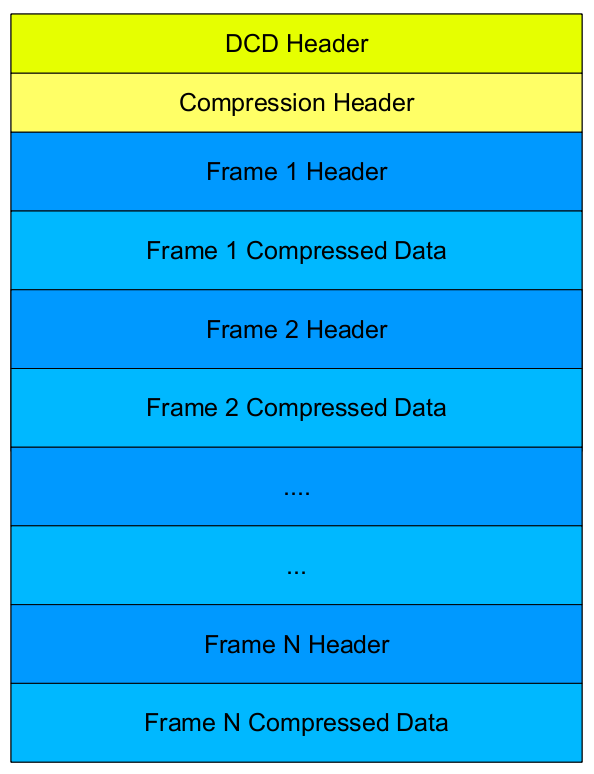 DCD Header
Compression Header
Frame 1 Header
Frame 1 Compressed Data
Frame 2 Header
Frame 2 Compressed Data
....
...
Frame N Header
Frame N Compressed Data